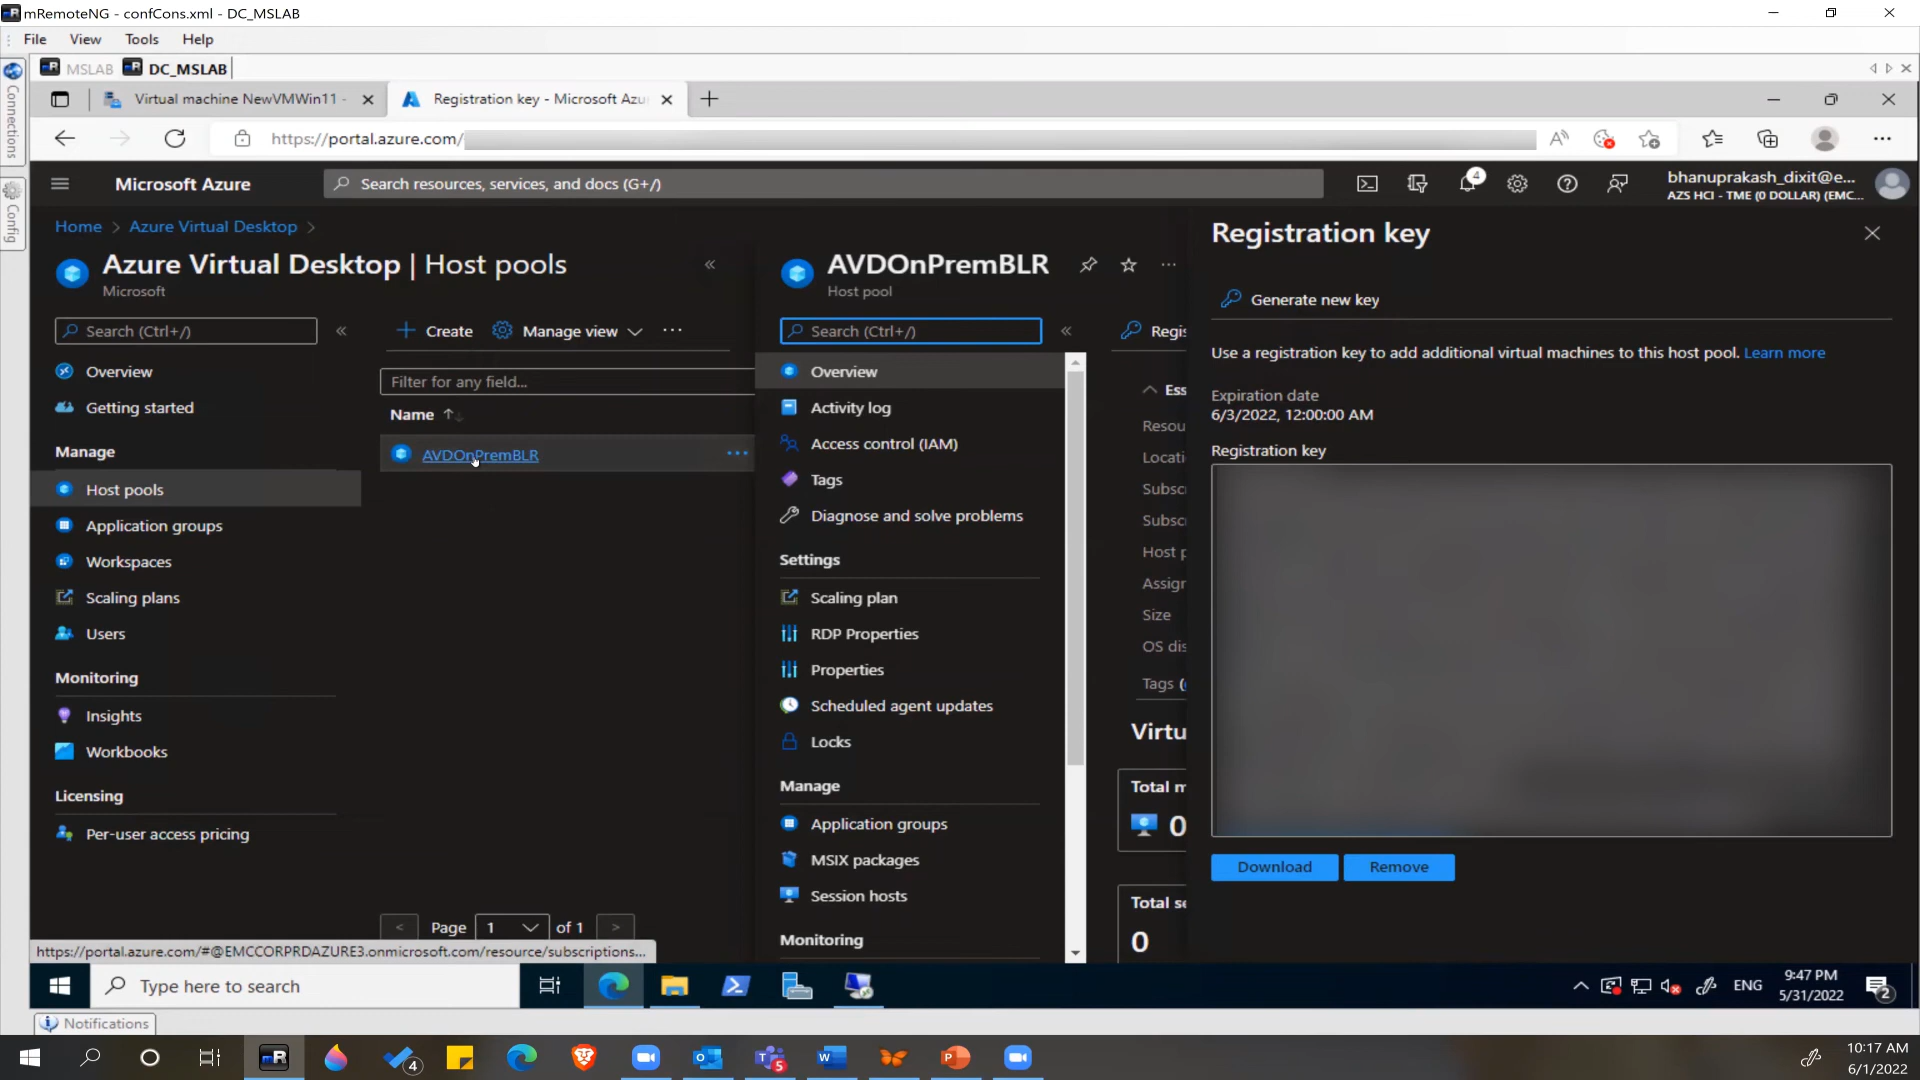 mRemoteNG - confCons.xml - DC_MSLAB
File View Tools Help
MSLAB DC_MSLAB
Connections
Config
Virtual machine NewVMWin11 -
Registration key - Microsoft Azu
https://portal.azure.com/
Microsoft Azure
Search resources, services, and docs (G+/)
4
bhanuprakash_dixit@e...
AZS HCI - TME (0 DOLLAR) (EMC...
Home > Azure Virtual Desktop >
Azure Virtual Desktop | Host pools
Microsoft
Search (Ctrl+/)
Overview
Getting started
Manage
Host pools
Application groups
Workspaces
Scaling plans
Users
Monitoring
Insights
Workbooks
Licensing
Per-user access pricing
Create Manage view ...
Filter for any field...
Name
AVDOnPremBLR ...
< Page 1 of 1 >
https://portal.azure.com/#@EMCCORPRDAZURE3.onmicrosoft.com/resource/subscriptions...
AVDOnPremBLR
Host pool
Search (Ctrl+/)
Overview
Activity log
Access control (IAM)
Tags
Diagnose and solve problems
Settings
Scaling plan
RDP Properties
Properties
Scheduled agent updates
Locks
Manage
Application groups
MSIX packages
Session hosts
Monitoring
Regis
Ess
Resou
Locati
Subsc
Subsc
Host p
Assign
Size
OS dis
Tags (
Virtu
Total m
0
Total se
0
Registration key
Generate new key
Use a registration key to add additional virtual machines to this host pool. Learn more
Expiration date
6/3/2022, 12:00:00 AM
Registration key
Download Remove
Type here to search
ENG
9:47 PM
5/31/2022
2
Notifications
mR
4
5
10:17 AM
6/1/2022